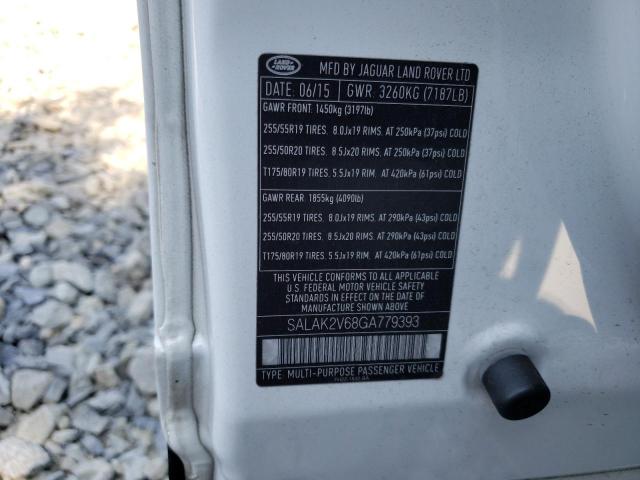 LAND ROVER
MFD BY JAGUAR LAND ROVER LTD
DATE: 06/15 GWR. 3260KG (7187LB)
GAWR FRONT. 1450kg (3197lb)
255/55R19 TIRES. 8.0Jx19 RIMS. AT 250kPa (37psi) COLD
255/50R20 TIRES. 8.5Jx20 RIMS. AT 250kPa (37psi) COLD
T175/80R19 TIRES. 5.5Jx19 RIM. AT 420kPa (61psi) COLD
GAWR REAR. 1855kg (4090lb)
255/55R19 TIRES. 8.0Jx19 RIMS. AT 290kPa (43psi) COLD
255/50R20 TIRES. 8.5Jx20 RIMS. AT 290kPa (43psi) COLD
T175/80R19 TIRES. 5.5Jx19 RIM. AT 420kPa (61psi) COLD
THIS VEHICLE CONFORMS TO ALL APPLICABLE
U.S. FEDERAL MOTOR VEHICLE SAFETY
STANDARDS IN EFFECT ON THE DATE OF
MANUFACTURE SHOWN ABOVE
SALAK2V68GA779393
TYPE: MULTI-PURPOSE PASSENGER VEHICLE